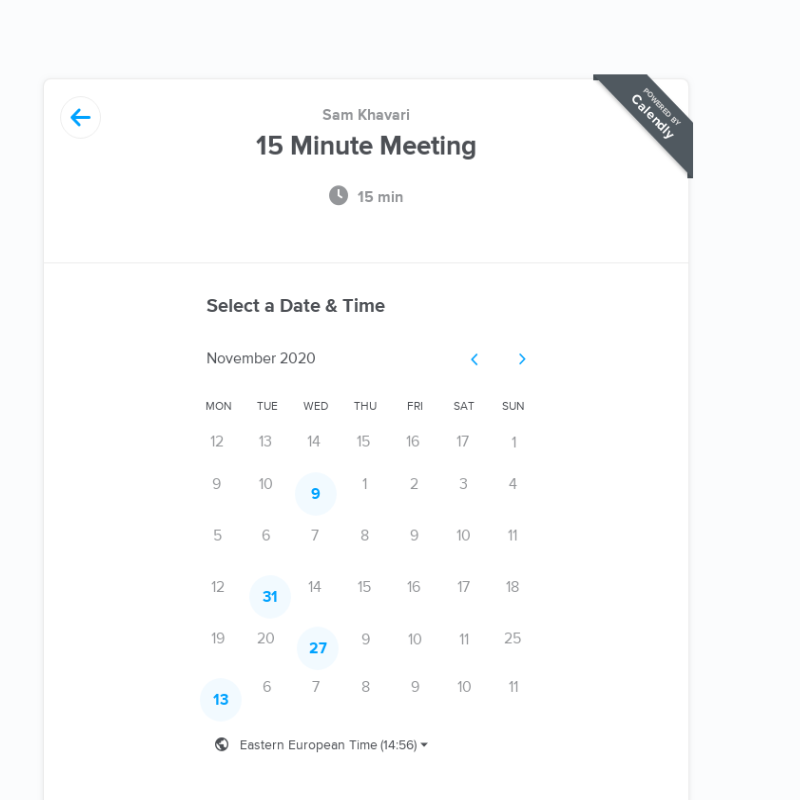 POWERED BY
Calendly
Sam Khavari
15 Minute Meeting
15 min
Select a Date & Time
November 2020
MON TUE WED THU FRI SAT SUN
12 13 14 15 16 17 1
9 10 9 1 2 3 4
5 6 7 8 9 10 11
12 31 14 15 16 17 18
19 20 27 9 10 11 25
13 6 7 8 9 10 11
Eastern European Time (14:56)